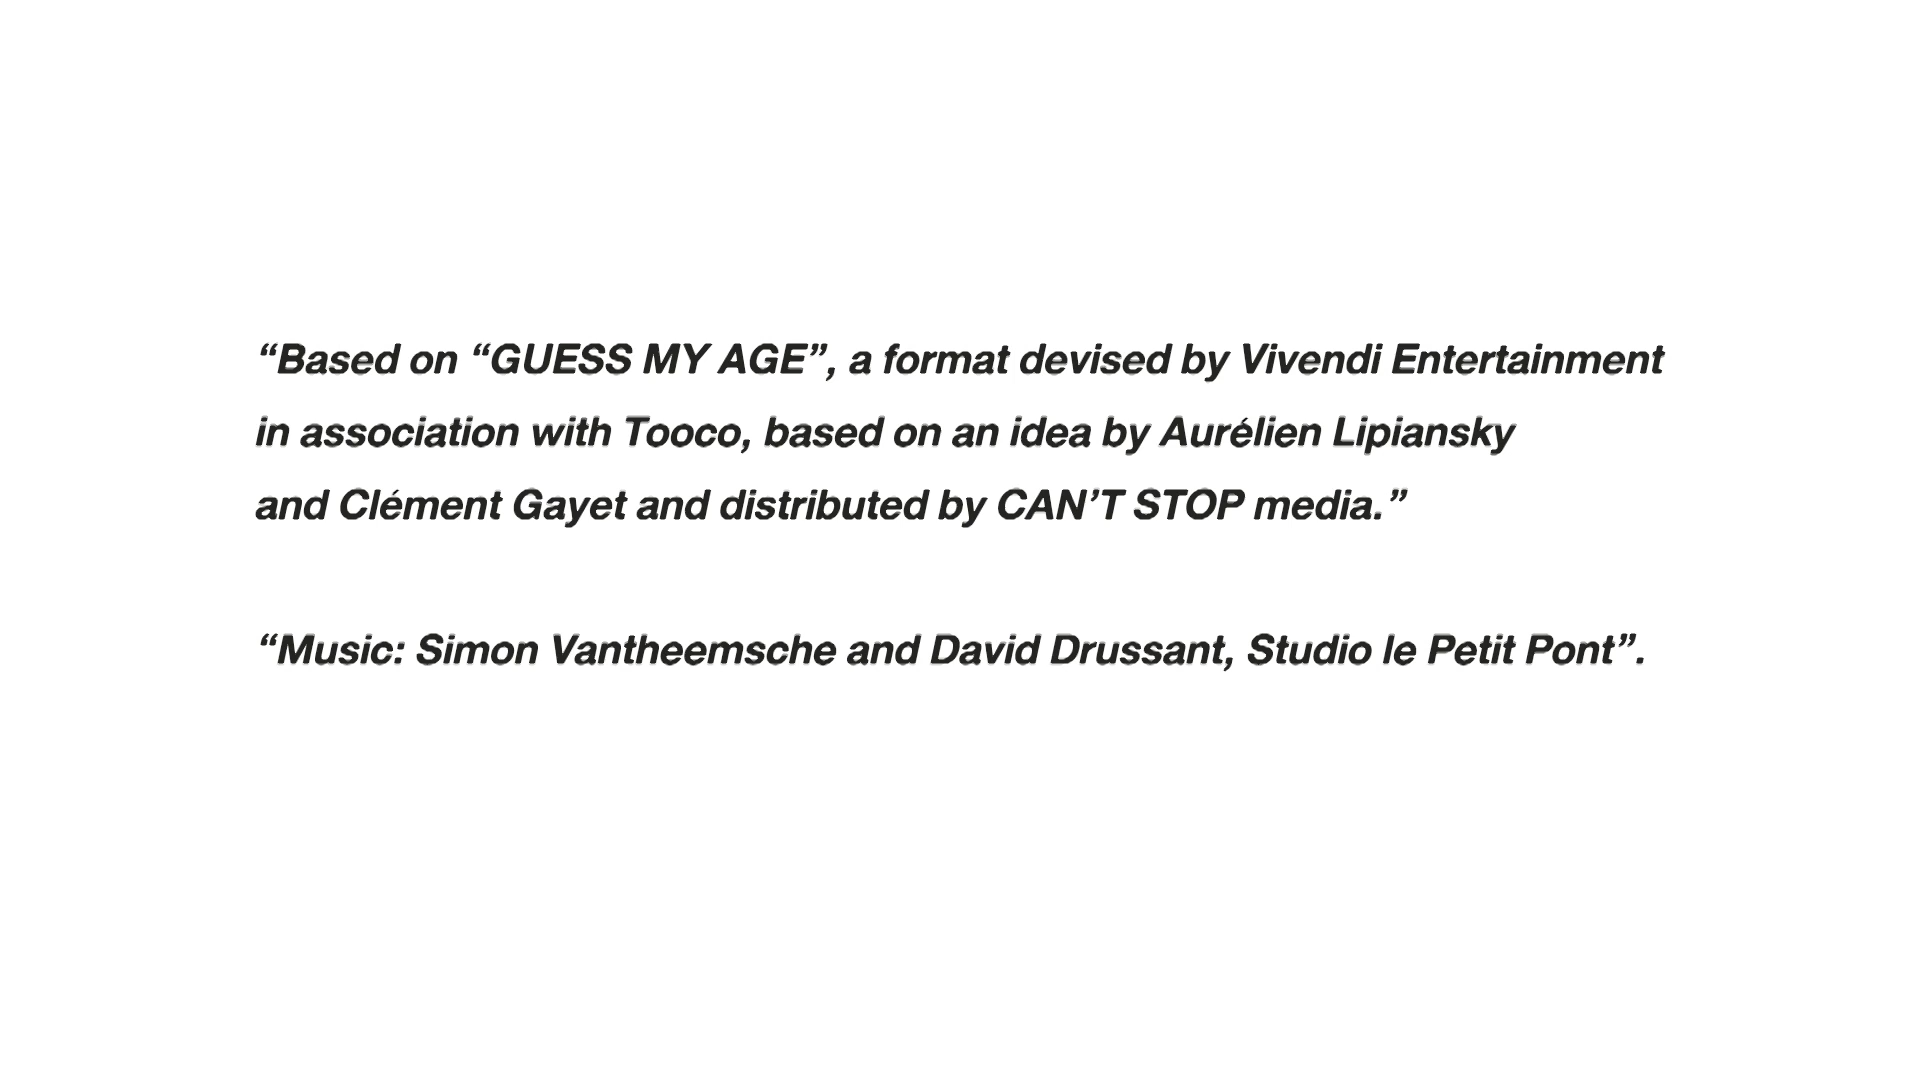 “Based on “GUESS MY AGE”, a format devised by Vivendi Entertainment
in association with Tooco, based on an idea by Aurélien Lipiansky
and Clément Gayet and distributed by CAN’T STOP media.”
“Music: Simon Vantheemsche and David Drussant, Studio le Petit Pont”.